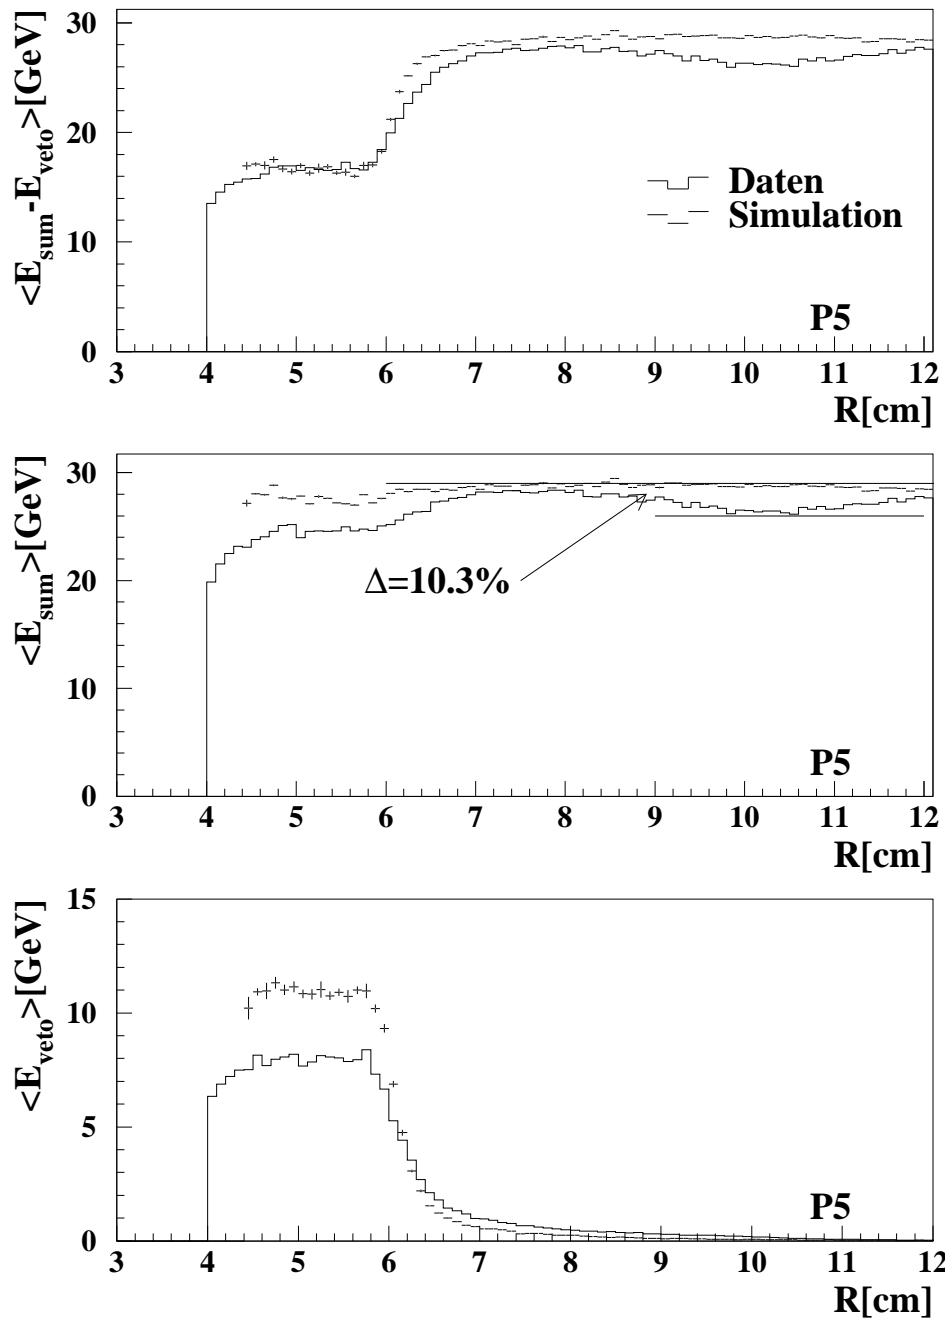 <E_sum-E_veto>[GeV]
30
20
10
0
Daten
Simulation
P5
3 4 5 6 7 8 9 10 11 12
R[cm]
<E_sum>[GeV]
30
20
10
0
Δ=10.3%
P5
3 4 5 6 7 8 9 10 11 12
R[cm]
<E_veto>[GeV]
15
10
5
0
P5
3 4 5 6 7 8 9 10 11 12
R[cm]